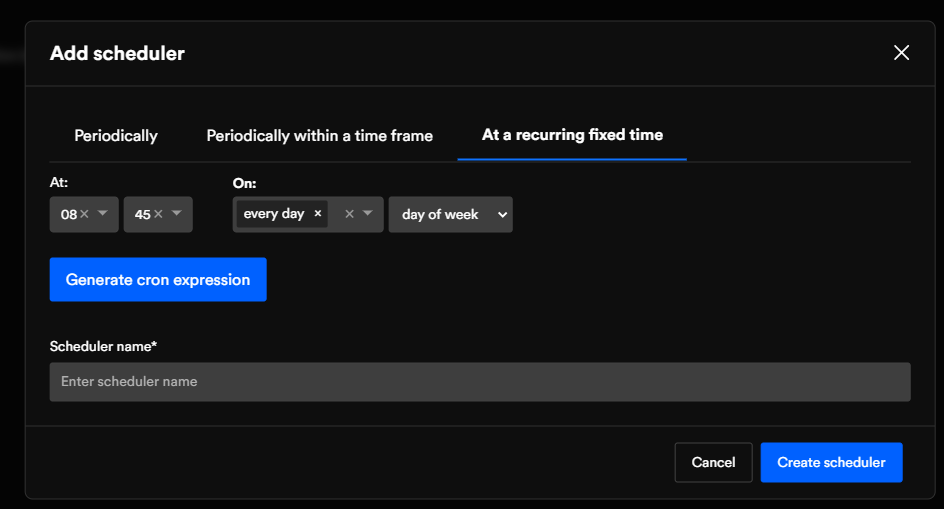 Add scheduler
Periodically
Periodically within a time frame
At a recurring fixed time
At:
On:
08
45
every day
day of week
Generate cron expression
Scheduler name*
Enter scheduler name
Cancel
Create scheduler